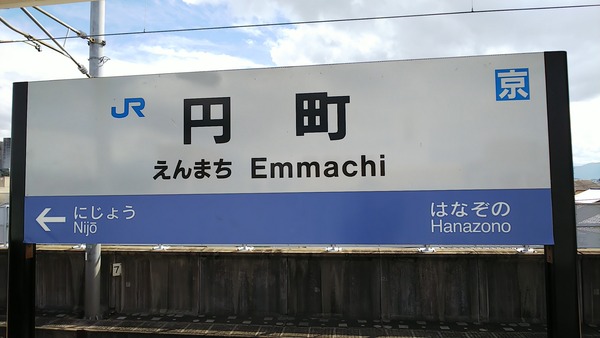 JR 円町 京
えんまち Emmachi
← にじょう はなぞの
Nijō Hanazono
7